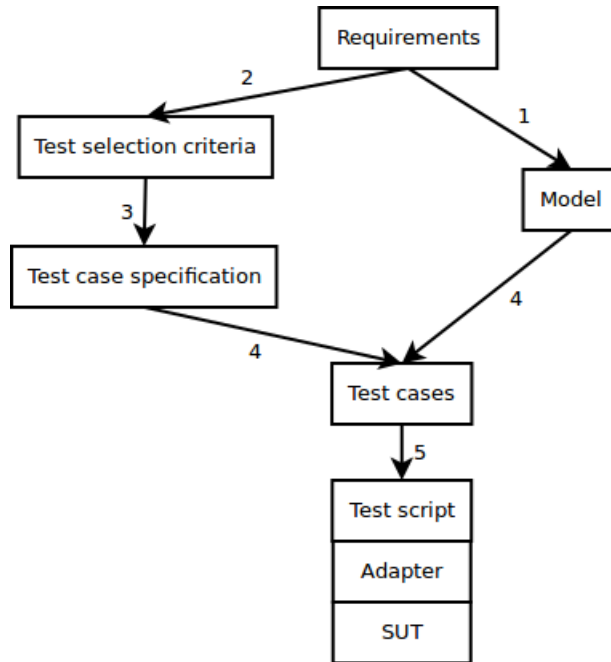 Requirements
2
1
Test selection criteria
Model
3
Test case specification
4
4
Test cases
5
Test script
Adapter
SUT